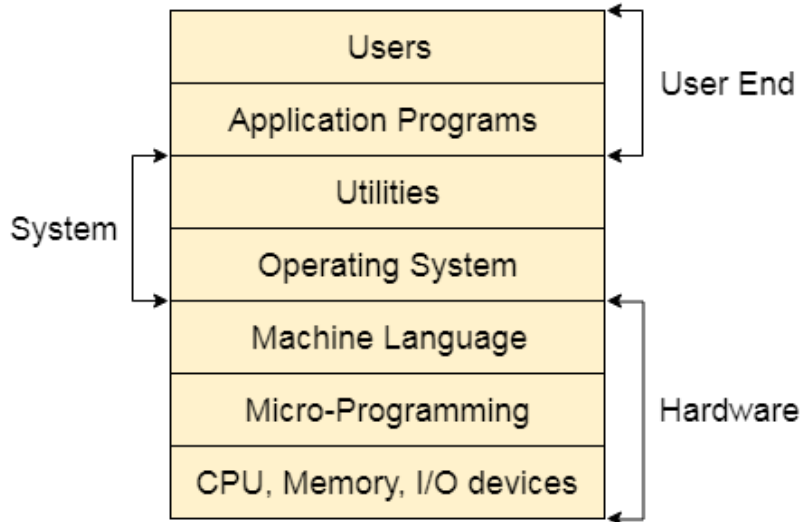 Users
User End
Application Programs
Utilities
System
Operating System
Machine Language
Micro-Programming
Hardware
CPU, Memory, I/O devices